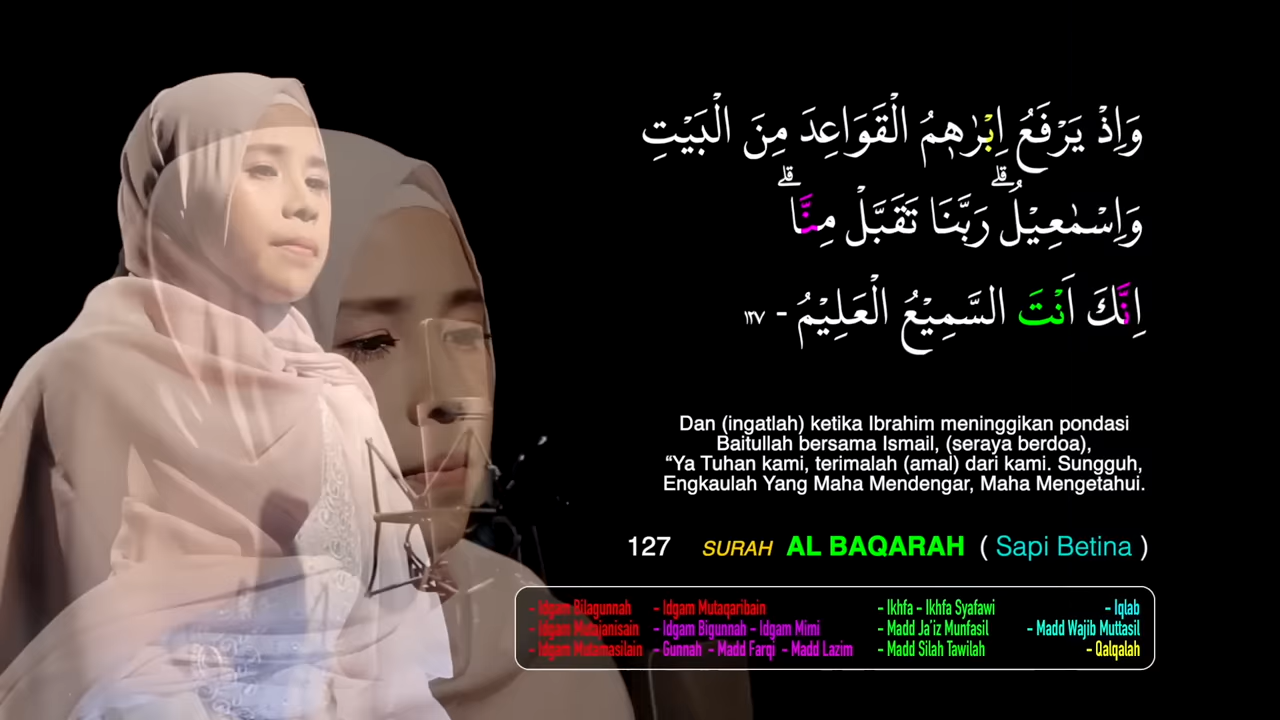 وَاِذْ يَرْفَعُ اِبْرٰهٖمُ الْقَوَاعِدَ مِنَ الْبَيْتِ
وَاِسْمٰعِيْلُۗ رَبَّنَا تَقَبَّلْ مِنَّاۗ
اِنَّكَ اَنْتَ السَّمِيْعُ الْعَلِيْمُ - ١٢٧
Dan (ingatlah) ketika Ibrahim meninggikan pondasi
Baitullah bersama Ismail, (seraya berdoa),
“Ya Tuhan kami, terimalah (amal) dari kami. Sungguh,
Engkaulah Yang Maha Mendengar, Maha Mengetahui.
127 SURAH AL BAQARAH ( Sapi Betina )
- Idgam Bilagunnah - Idgam Mutaqaribain - Ikhfa - Ikhfa Syafawi - Iqlab
- Idgam Mutajanisain - Idgam Bigunnah - Idgam Mimi - Madd Ja'iz Munfasil - Madd Wajib Muttasil
- Idgam Mutamasilain - Gunnah - Madd Farqi - Madd Lazim - Madd Silah Tawilah - Qalqalah